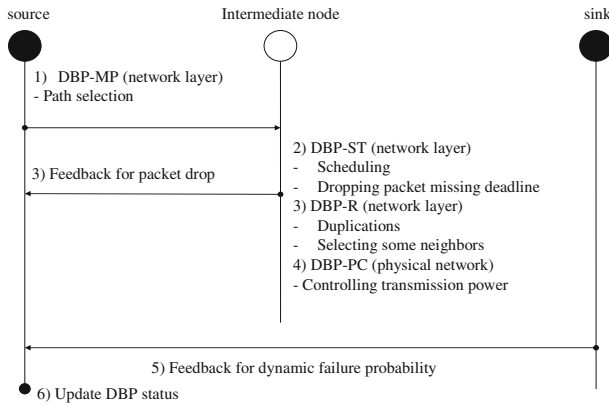 source
Intermediate node
sink
1) DBP-MP (network layer)
- Path selection
2) DBP-ST (network layer)
- Scheduling
- Dropping packet missing deadline
3) Feedback for packet drop
3) DBP-R (network layer)
- Duplications
- Selecting some neighbors
4) DBP-PC (physical network)
- Controlling transmission power
5) Feedback for dynamic failure probability
6) Update DBP status